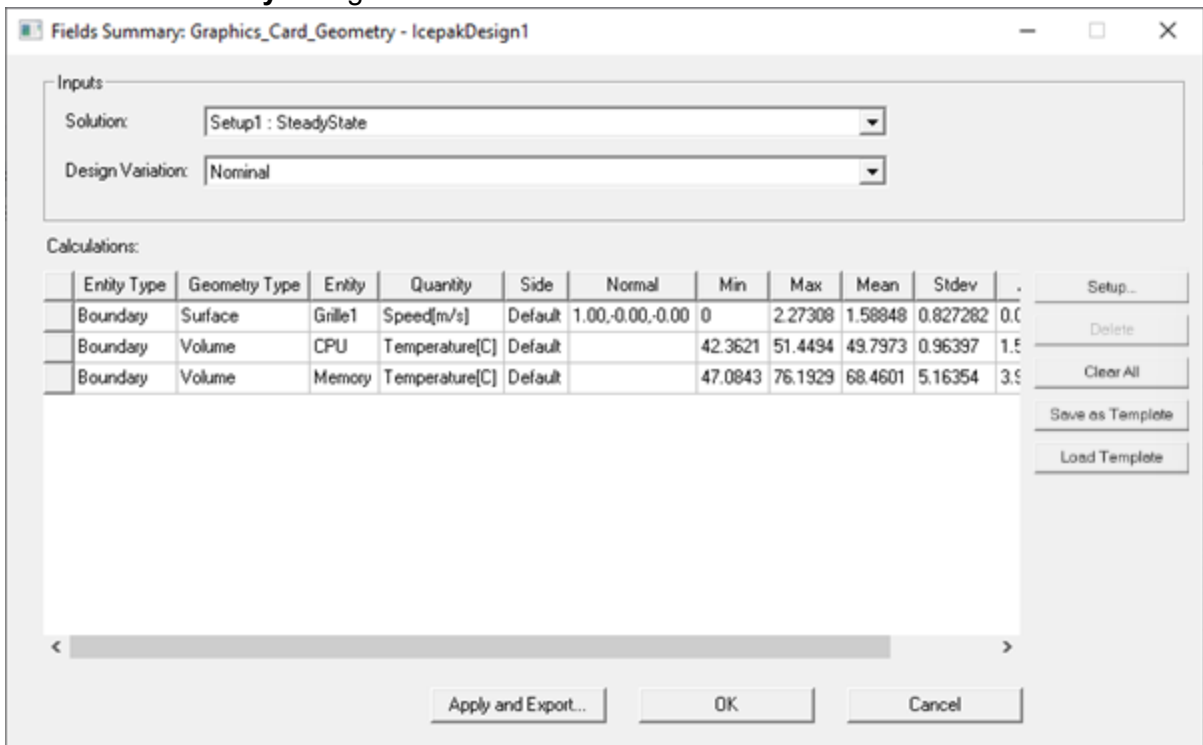 Fields Summary: Graphics_Card_Geometry - IcepakDesign1
Inputs
Solution: Setup1 : SteadyState
Design Variation: Nominal
Calculations:
Entity Type Geometry Type Entity Quantity Side Normal Min Max Mean Stdev
Boundary Surface Grille1 Speed[m/s] Default 1.00,-0.00,-0.00 0 2.27308 1.58848 0.827282
Boundary Volume CPU Temperature[C] Default 42.3621 51.4494 49.7973 0.96397
Boundary Volume Memory Temperature[C] Default 47.0843 76.1929 68.4601 5.16354
Setup...
Delete
Clear All
Save as Template
Load Template
Apply and Export... OK Cancel